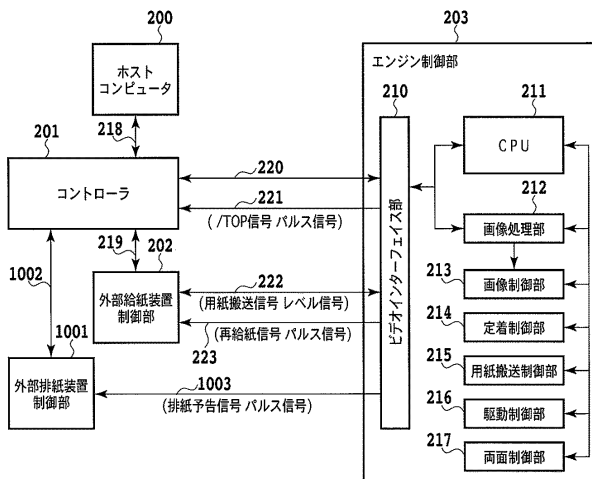 200
203
ホスト
コンピュータ
エンジン制御部
210
211
201
218
CPU
コントローラ
220
221
(/TOP信号 パルス信号)
212
画像処理部
219
202
1002
外部給紙装置
制御部
222
(用紙搬送信号 レベル信号)
(再給紙信号 パルス信号)
223
ビデオインターフェイス部
213
画像制御部
214
定着制御部
1001
外部排紙装置
制御部
1003
(排紙予告信号 パルス信号)
215
用紙搬送制御部
216
駆動制御部
217
両面制御部